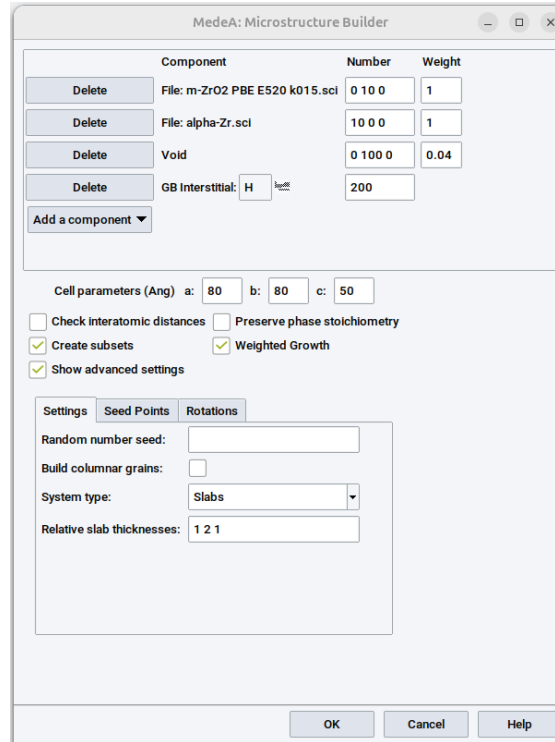 MedeA: Microstructure Builder
Component Number Weight
Delete File: m-ZrO2 PBE E520 k015.sci 0 10 0 1
Delete File: alpha-Zr.sci 10 0 0 1
Delete Void 0 100 0 0.04
Delete GB Interstitial: H 200
Add a component
Cell parameters (Ang) a: 80 b: 80 c: 50
Check interatomic distances Preserve phase stoichiometry
Create subsets Weighted Growth
Show advanced settings
Settings Seed Points Rotations
Random number seed:
Build columnar grains:
System type: Slabs
Relative slab thicknesses: 1 2 1
OK Cancel Help